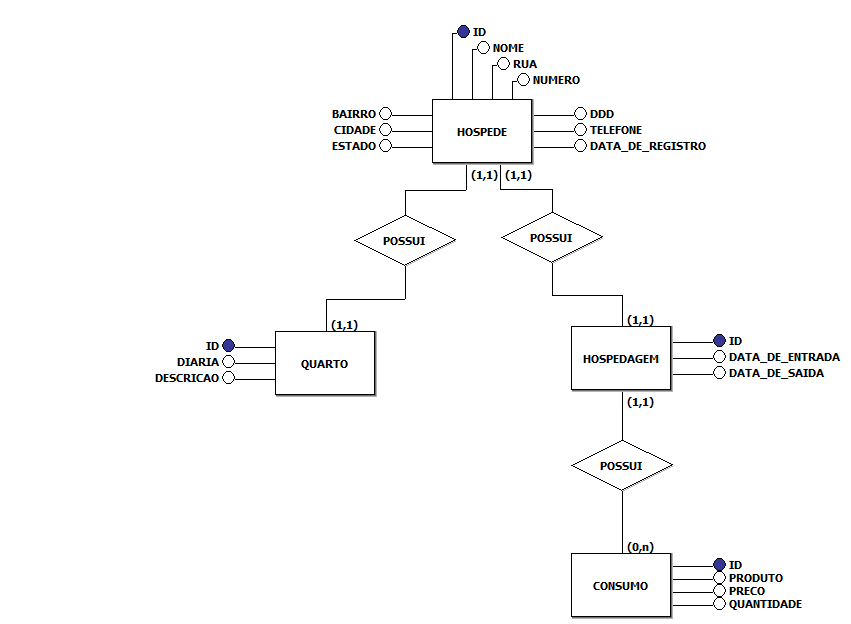 ID
NOME
RUA
NUMERO
BAIRRO
CIDADE
ESTADO
HOSPEDE
DDD
TELEFONE
DATA_DE_REGISTRO
(1,1) (1,1)
POSSUI
POSSUI
(1,1)
(1,1)
ID
DIARIA
DESCRICAO
QUARTO
HOSPEDAGEM
ID
DATA_DE_ENTRADA
DATA_DE_SAIDA
(1,1)
POSSUI
(0,n)
CONSUMO
ID
PRODUTO
PRECO
QUANTIDADE